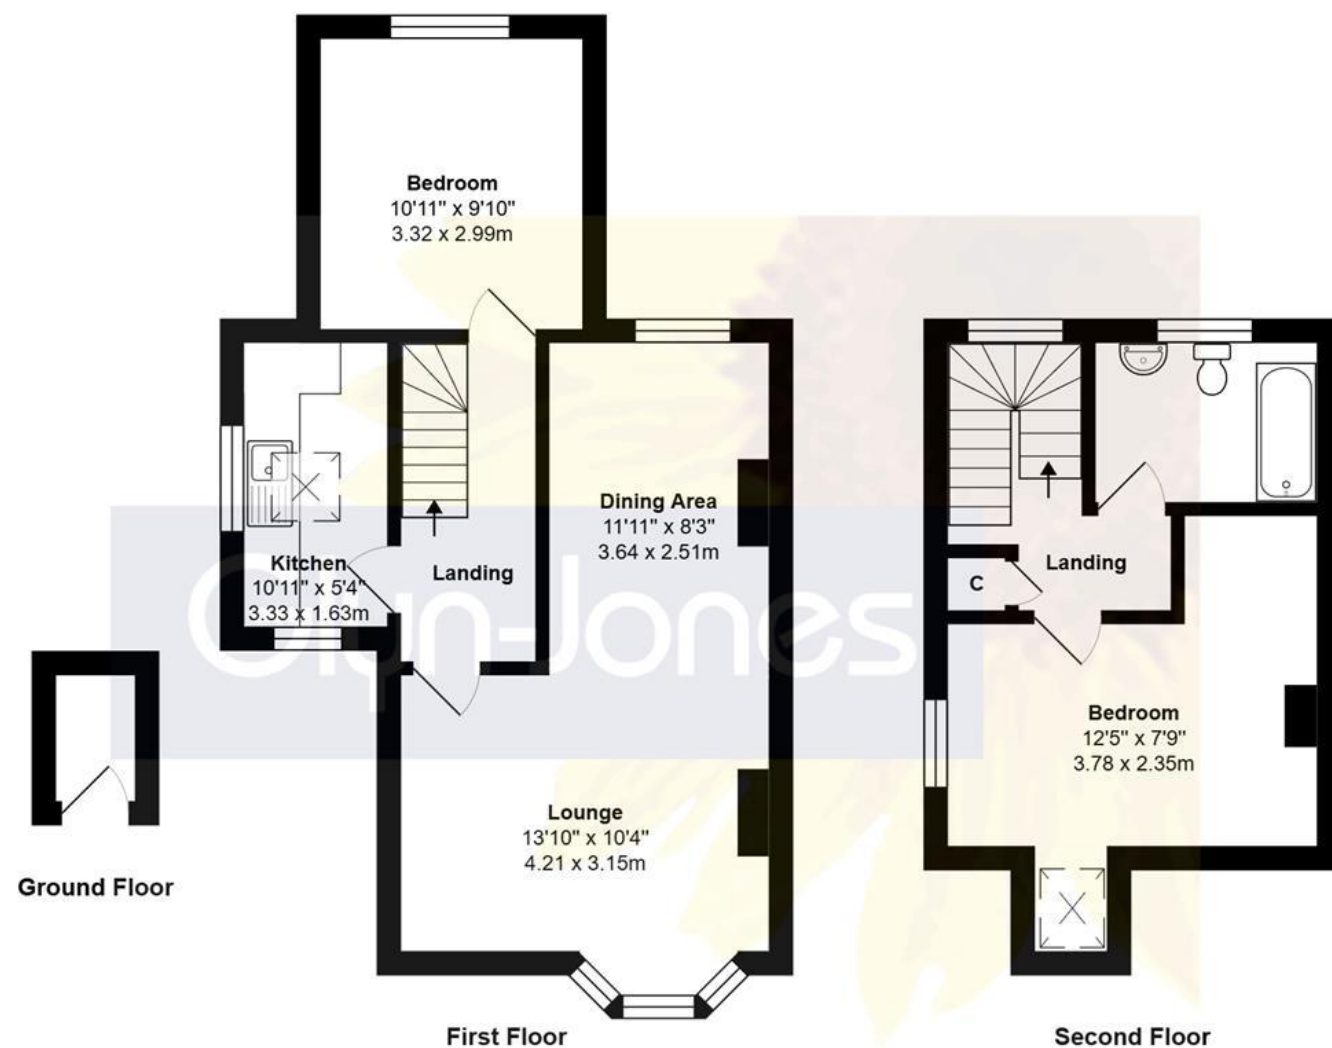 Bedroom
10'11" x 9'10"
3.32 x 2.99m
Dining Area
11'11" x 8'3"
3.64 x 2.51m
Kitchen
10'11" x 5'4"
3.33 x 1.63m
Landing
Glyn-Jones
Lounge
13'10" x 10'4"
4.21 x 3.15m
Landing
C
Bedroom
12'5" x 7'9"
3.78 x 2.35m
Ground Floor
First Floor
Second Floor